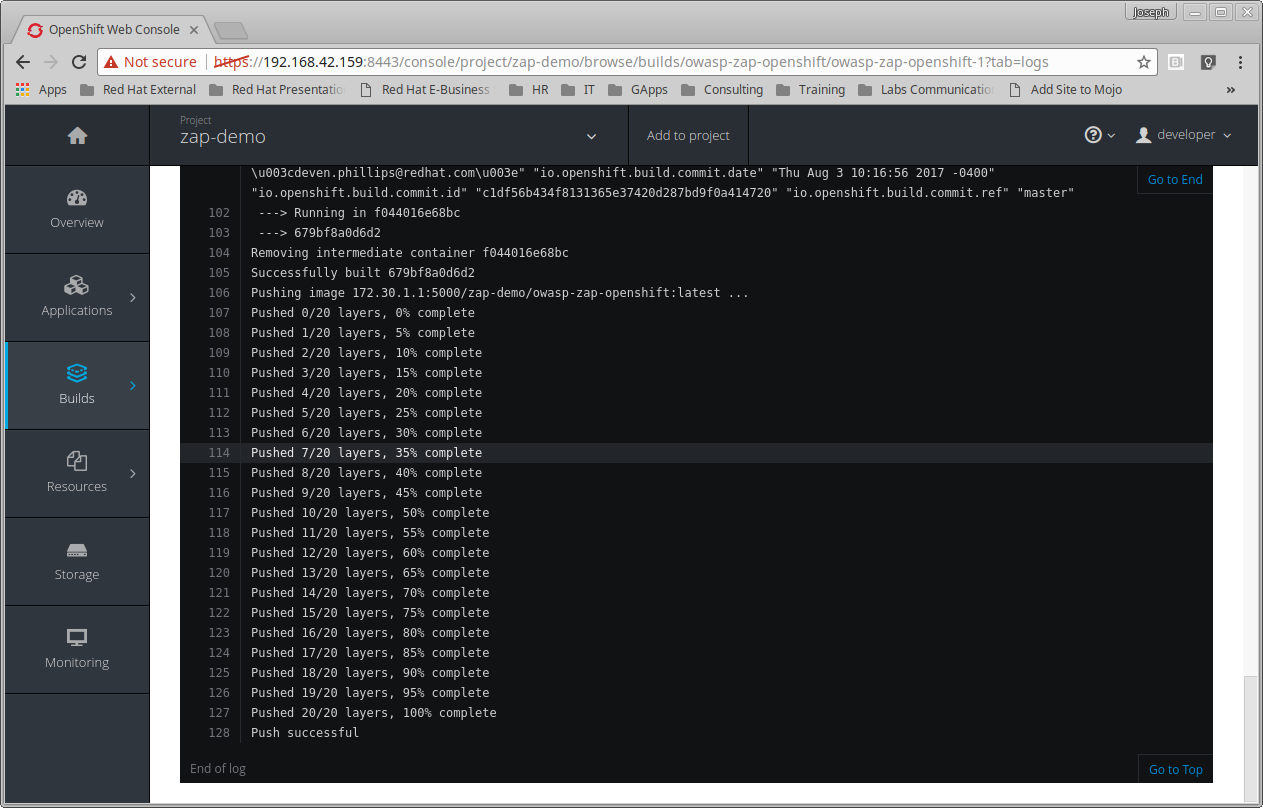 Joseph
OpenShift Web Console
Not secure https://192.168.42.159:8443/console/project/zap-demo/browse/builds/owasp-zap-openshift/owasp-zap-openshift-1?tab=logs
Apps Red Hat External Red Hat Presentatio Red Hat E-Business HR IT GApps Consulting Training Labs Communicatio Add Site to Mojo »
Project
zap-demo
Add to project
developer
Overview
Applications
Builds
Resources
Storage
Monitoring
\u003cdeven.phillips@redhat.com\u003e" "io.openshift.build.commit.date" "Thu Aug 3 10:16:56 2017 -0400"
"io.openshift.build.commit.id" "c1df56b434f8131365e37420d287bd9f0a414720" "io.openshift.build.commit.ref" "master"
Go to End
102 ---> Running in f044016e68bc
103 ---> 679bf8a0d6d2
104 Removing intermediate container f044016e68bc
105 Successfully built 679bf8a0d6d2
106 Pushing image 172.30.1.1:5000/zap-demo/owasp-zap-openshift:latest ...
107 Pushed 0/20 layers, 0% complete
108 Pushed 1/20 layers, 5% complete
109 Pushed 2/20 layers, 10% complete
110 Pushed 3/20 layers, 15% complete
111 Pushed 4/20 layers, 20% complete
112 Pushed 5/20 layers, 25% complete
113 Pushed 6/20 layers, 30% complete
114 Pushed 7/20 layers, 35% complete
115 Pushed 8/20 layers, 40% complete
116 Pushed 9/20 layers, 45% complete
117 Pushed 10/20 layers, 50% complete
118 Pushed 11/20 layers, 55% complete
119 Pushed 12/20 layers, 60% complete
120 Pushed 13/20 layers, 65% complete
121 Pushed 14/20 layers, 70% complete
122 Pushed 15/20 layers, 75% complete
123 Pushed 16/20 layers, 80% complete
124 Pushed 17/20 layers, 85% complete
125 Pushed 18/20 layers, 90% complete
126 Pushed 19/20 layers, 95% complete
127 Pushed 20/20 layers, 100% complete
128 Push successful
End of log
Go to Top